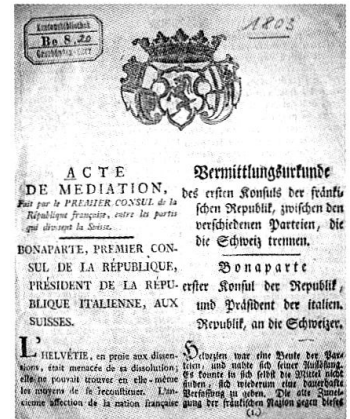 Kantonsbibliothek
Be 8,20
1803
ACTE
DE MEDIATION,
Fait par le PREMIER CONSUL de la
République française, entre les partis
qui divisent la Suisse.
BONAPARTE, PREMIER CON-
SUL DE LA RÉPUBLIQUE,
PRÉSIDENT DE LA RÉPU-
BLIQUE ITALIENNE, AUX
SUISSES.
L'HELVÉTIE, en proie aux dissen-
tions, était menacée de sa dissolution;
elle ne pouvait trouver en elle-même
les moyens de se reconstituer. L'an-
cienne affection de la nation française
Vermittlungsurkunde
des ersten Konsuls der fränki-
schen Republik, zwischen den
verschiedenen Parteien, die
die Schweiz trennen.
Bonaparte
erster Konsul der Republik,
und Präsident der italien.
Republik, an die Schweizer.
Helvezien war eine Beute der Par-
teien, und nahte sich seiner Auflösung.
Es konnte in sich selbst die Mittel nicht
finden, sich wiederum eine dauerhafte
Verfassung zu geben. Die alte Zunei-
gung der fränkischen Nazion gegen dieses
(1.)